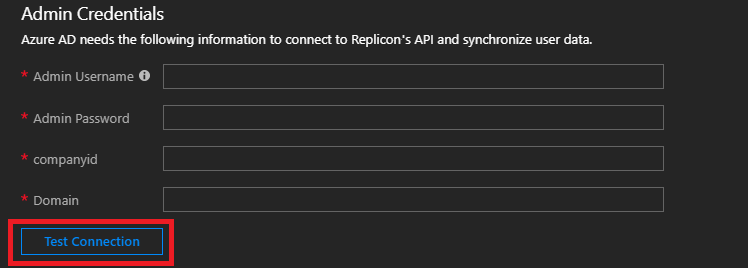 Admin Credentials
Azure AD needs the following information to connect to Replicon's API and synchronize user data.
* Admin Username
* Admin Password
* companyid
* Domain
Test Connection